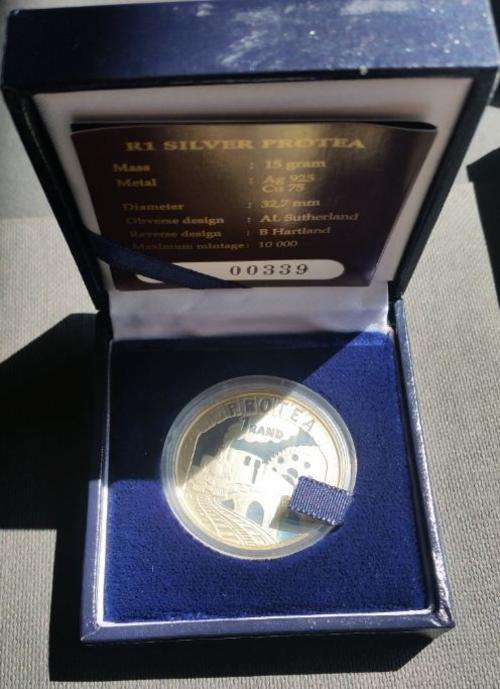 R1 SILVER PROTEA
Mass : 15 gram
Metal : Ag 925
Cu 75
Diameter : 32,7 mm
Obverse design : AL Sutherland
Reverse design : B Hartland
Maximum mintage : 10 000
00339
PROTEA
1 RAND